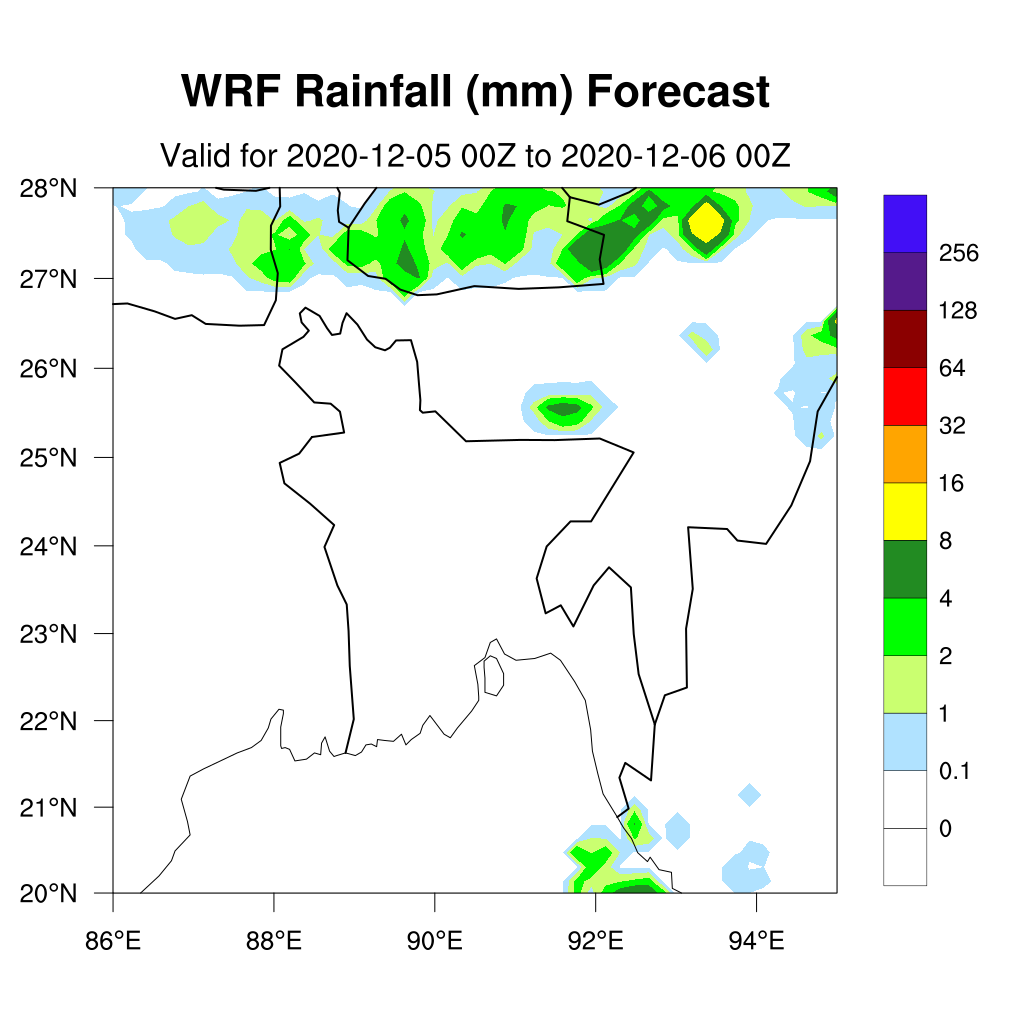 WRF Rainfall (mm) Forecast
Valid for 2020-12-05 00Z to 2020-12-06 00Z
28°N
27°N
26°N
25°N
24°N
23°N
22°N
21°N
20°N
86°E 88°E 90°E 92°E 94°E
256
128
64
32
16
8
4
2
1
0.1
0